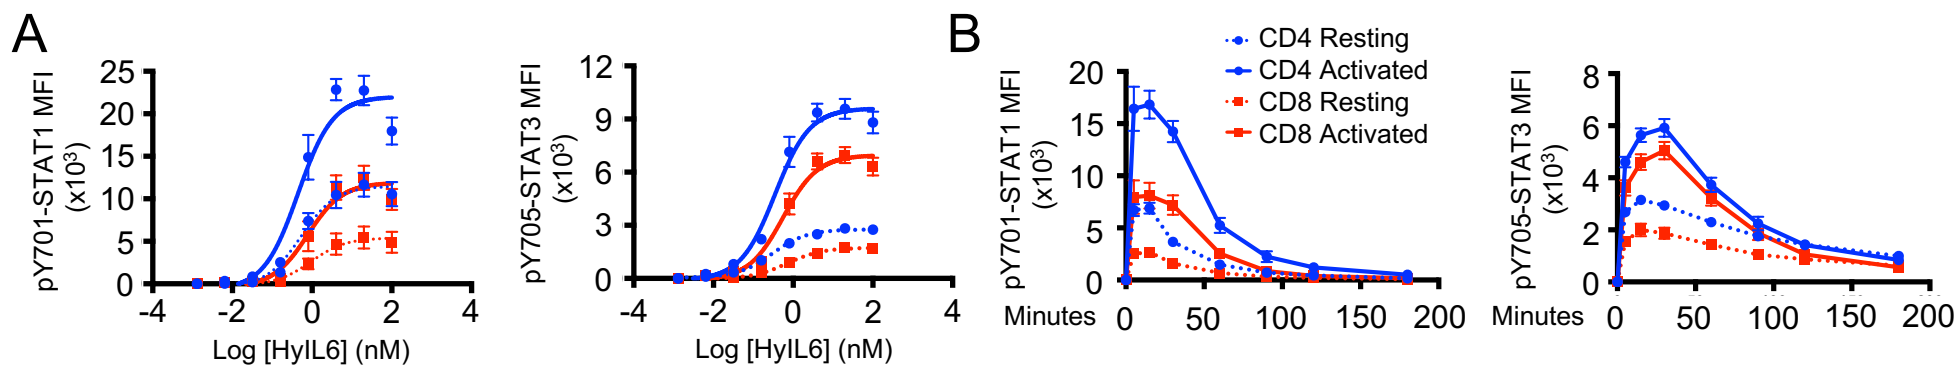 A
pY701-STAT1 MFI
(x10³)
25
20
15
10
5
0
-4
-2
0
2
4
Log [HyIL6] (nM)
pY705-STAT3 MFI
(x10³)
12
9
6
3
0
-4
-2
0
2
4
Log [HyIL6] (nM)
B
CD4 Resting
CD4 Activated
CD8 Resting
CD8 Activated
pY701-STAT1 MFI
(x10³)
20
15
10
5
0
Minutes
0
50
100
150
200
pY705-STAT3 MFI
(x10³)
8
6
4
2
0
Minutes
0
50
100
150
200